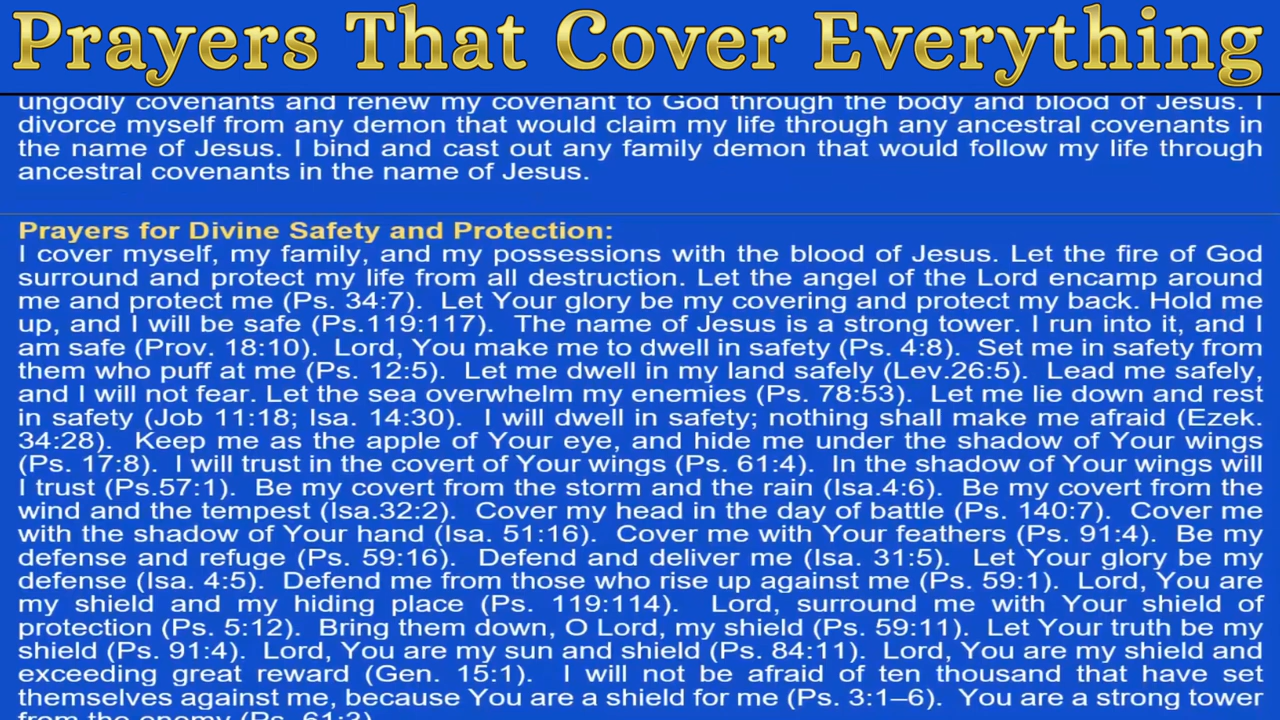 Prayers That Cover Everything
ungodly covenants and renew my covenant to God through the body and blood of Jesus. I
divorce myself from any demon that would claim my life through any ancestral covenants in
the name of Jesus. I bind and cast out any family demon that would follow my life through
ancestral covenants in the name of Jesus.
Prayers for Divine Safety and Protection:
I cover myself, my family, and my possessions with the blood of Jesus. Let the fire of God
surround and protect my life from all destruction. Let the angel of the Lord encamp around
me and protect me (Ps. 34:7). Let Your glory be my covering and protect my back. Hold me
up, and I will be safe (Ps.119:117). The name of Jesus is a strong tower. I run into it, and I
am safe (Prov. 18:10). Lord, You make me to dwell in safety (Ps. 4:8). Set me in safety from
them who puff at me (Ps. 12:5). Let me dwell in my land safely (Lev.26:5). Lead me safely,
and I will not fear. Let the sea overwhelm my enemies (Ps. 78:53). Let me lie down and rest
in safety (Job 11:18; Isa. 14:30). I will dwell in safety; nothing shall make me afraid (Ezek.
34:28). Keep me as the apple of Your eye, and hide me under the shadow of Your wings
(Ps. 17:8). I will trust in the covert of Your wings (Ps. 61:4). In the shadow of Your wings will
I trust (Ps.57:1). Be my covert from the storm and the rain (Isa.4:6). Be my covert from the
wind and the tempest (Isa.32:2). Cover my head in the day of battle (Ps. 140:7). Cover me
with the shadow of Your hand (Isa. 51:16). Cover me with Your feathers (Ps. 91:4). Be my
defense and refuge (Ps. 59:16). Defend and deliver me (Isa. 31:5). Let Your glory be my
defense (Isa. 4:5). Defend me from those who rise up against me (Ps. 59:1). Lord, You are
my shield and my hiding place (Ps. 119:114). Lord, surround me with Your shield of
protection (Ps. 5:12). Bring them down, O Lord, my shield (Ps. 59:11). Let Your truth be my
shield (Ps. 91:4). Lord, You are my sun and shield (Ps. 84:11). Lord, You are my shield and
exceeding great reward (Gen. 15:1). I will not be afraid of ten thousand that have set
themselves against me, because You are a shield for me (Ps. 3:1–6). You are a strong tower
from the enemy (Ps. 61:3)